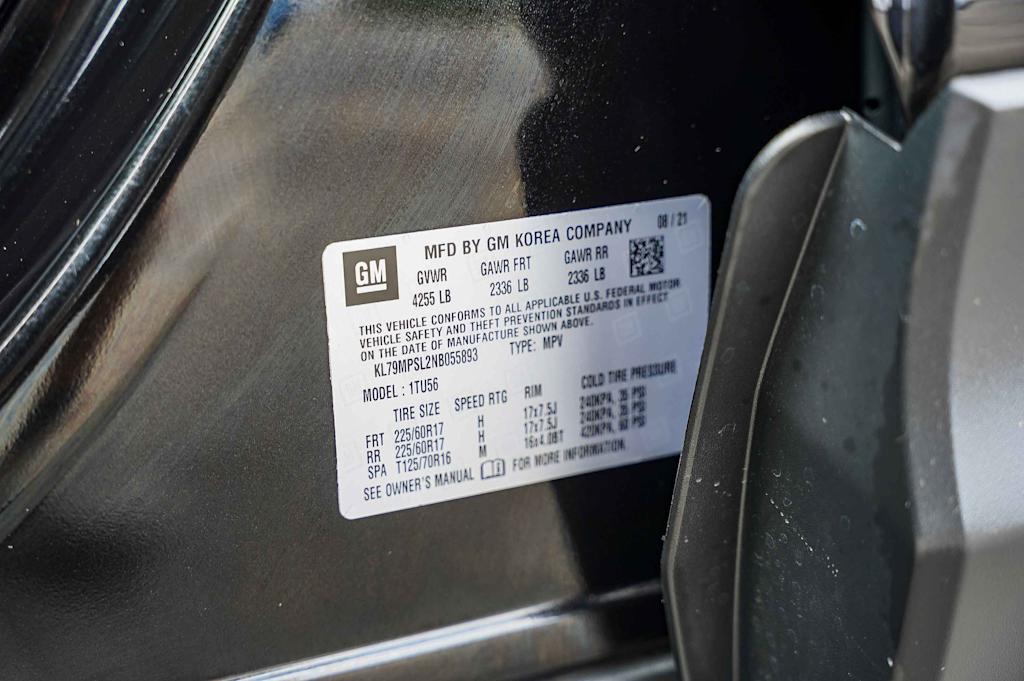 GM
MFD BY GM KOREA COMPANY 08 / 21
GVWR GAWR FRT GAWR RR
4255 LB 2336 LB 2336 LB
THIS VEHICLE CONFORMS TO ALL APPLICABLE U.S. FEDERAL MOTOR
VEHICLE SAFETY AND THEFT PREVENTION STANDARDS IN EFFECT
ON THE DATE OF MANUFACTURE SHOWN ABOVE.
KL79MPSL2NB055893 TYPE: MPV
MODEL : 1TU56
TIRE SIZE SPEED RTG RIM COLD TIRE PRESSURE
FRT 225/60R17 H 17x7.5J 240KPA, 35 PSI
RR 225/60R17 H 17x7.5J 240KPA, 35 PSI
SPA T125/70R16 M 16x4.0BT 420KPA, 60 PSI
SEE OWNER'S MANUAL FOR MORE INFORMATION.